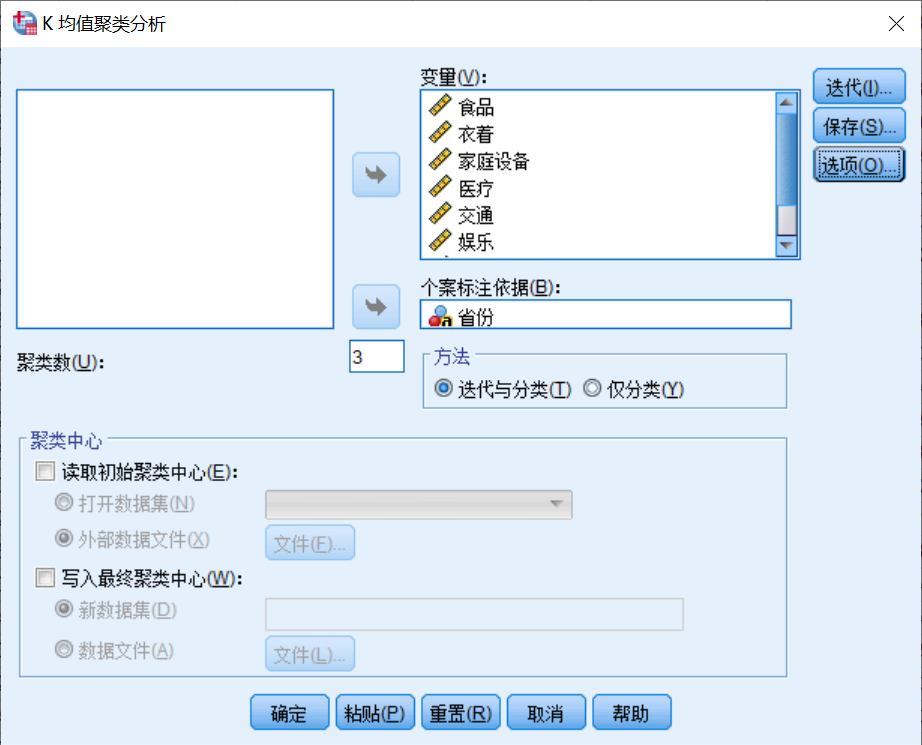 K 均值聚类分析
变量(V):
食品
衣着
家庭设备
医疗
交通
娱乐
迭代(I)...
保存(S)...
选项(O)...
个案标注依据(B):
省份
聚类数(U):
3
方法
迭代与分类(T) 仅分类(Y)
聚类中心
读取初始聚类中心(E):
打开数据集(N)
外部数据文件(X)
文件(F)...
写入最终聚类中心(W):
新数据集(D)
数据文件(A)
文件(L)...
确定 粘贴(P) 重置(R) 取消 帮助